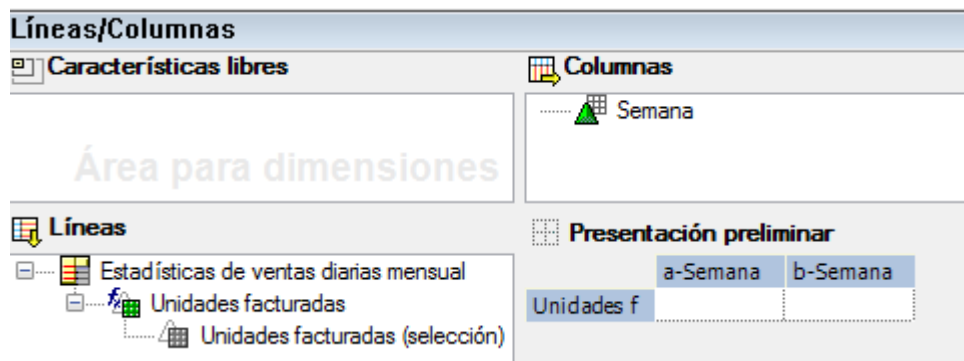 Líneas/Columnas
Características libres
Área para dimensiones
Columnas
Semana
Líneas
Estadísticas de ventas diarias mensual
Unidades facturadas
Unidades facturadas (selección)
Presentación preliminar
a-Semana b-Semana
Unidades f